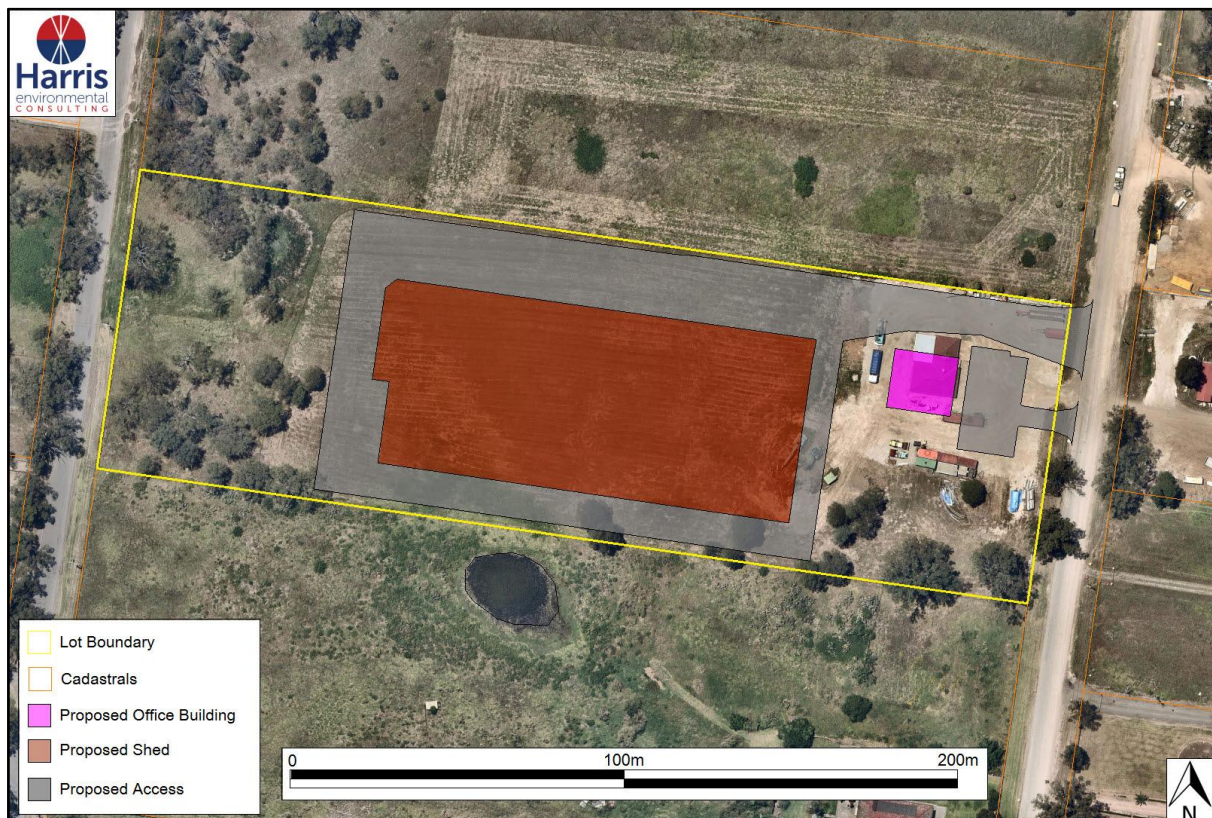 Harris
environmental
CONSULTING
Lot Boundary
Cadastrals
Proposed Office Building
Proposed Shed
Proposed Access
0 100m 200m
N